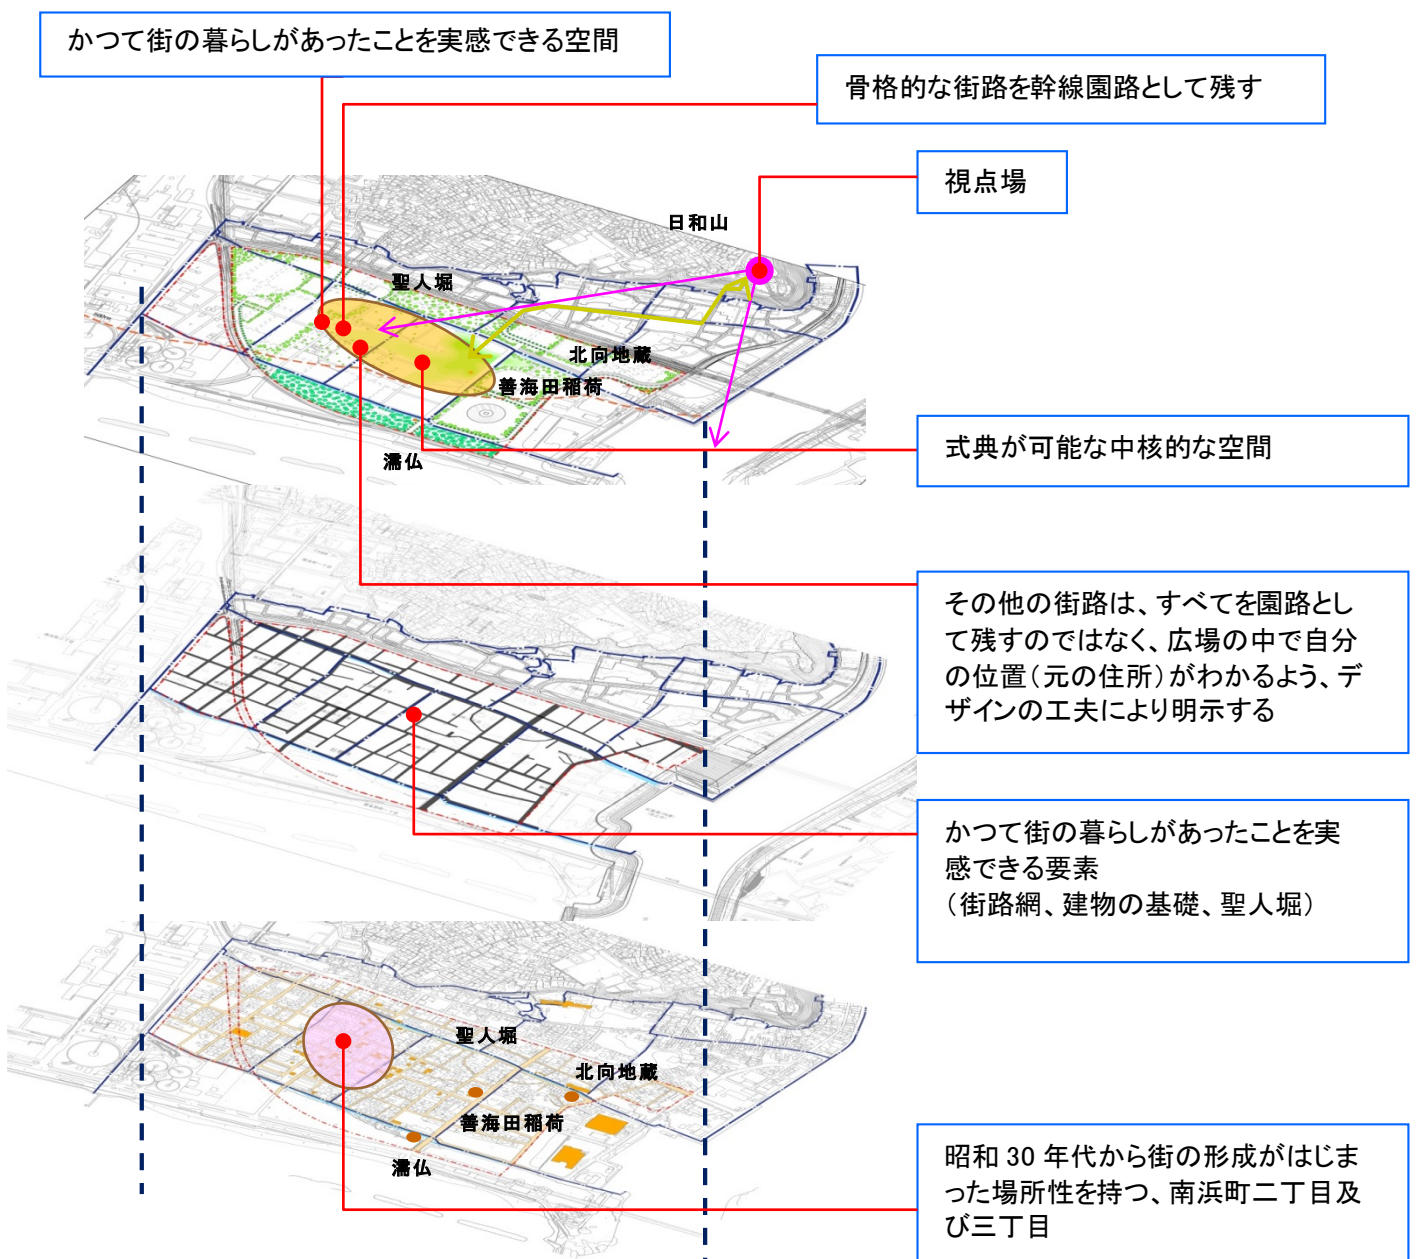 かつて街の暮らしがあったことを実感できる空間
骨格的な街路を幹線園路として残す
視点場
日和山
聖人堀
北向地蔵
善海田稲荷
濡仏
式典が可能な中核的な空間
その他の街路は、すべてを園路とし
て残すのではなく、広場の中で自分
の位置（元の住所）がわかるよう、デ
ザインの工夫により明示する
かつて街の暮らしがあったことを実
感できる要素
（街路網、建物の基礎、聖人堀）
聖人堀
北向地蔵
善海田稲荷
濡仏
昭和 30 年代から街の形成がはじま
った場所性を持つ、南浜町二丁目及
び三丁目